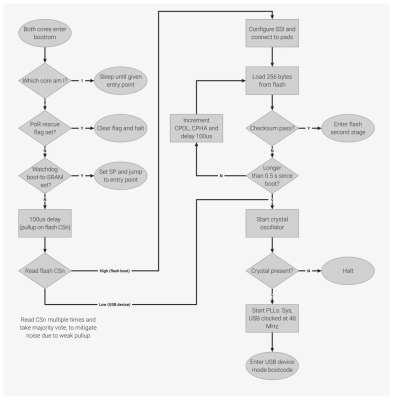 Both cores enter
bootrom
Which core am I?
Sleep until given
entry point
PoR rescue
flag set?
Y
Clear flag and halt
N
Watchdog
boot-to-SRAM
set?
Y
Set SP and jump
to entry point
N
100us delay
(pullup on flash CSn)
Read flash CSn
High (flash boot)
Low (USB device)
Read CSn multiple times and
take majority vote, to mitigate
noise due to weak pullup
Configure SSI and
connect to pads
Load 256 bytes
from flash
Increment
CPOL, CPHA and
delay 100us
Checksum pass?
Y
Enter flash
second stage
N
Longer
than 0.5 s since
boot?
N
Start crystal
oscillator
Crystal present?
N
Halt
Start PLLs. Sys,
USB clocked at 48
MHz
Enter USB device
mode bootcode